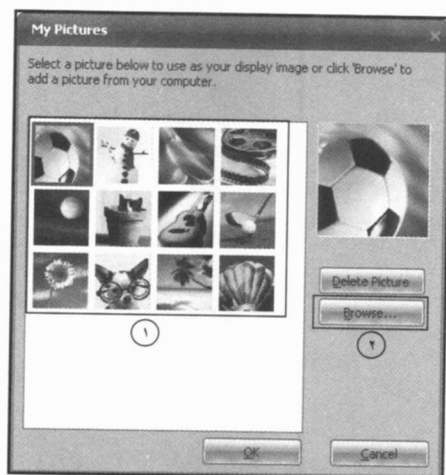 My Pictures
Select a picture below to use as your display image or click 'Browse' to
add a picture from your computer.
Delete Picture
Browse...
١
٢
OK
Cancel